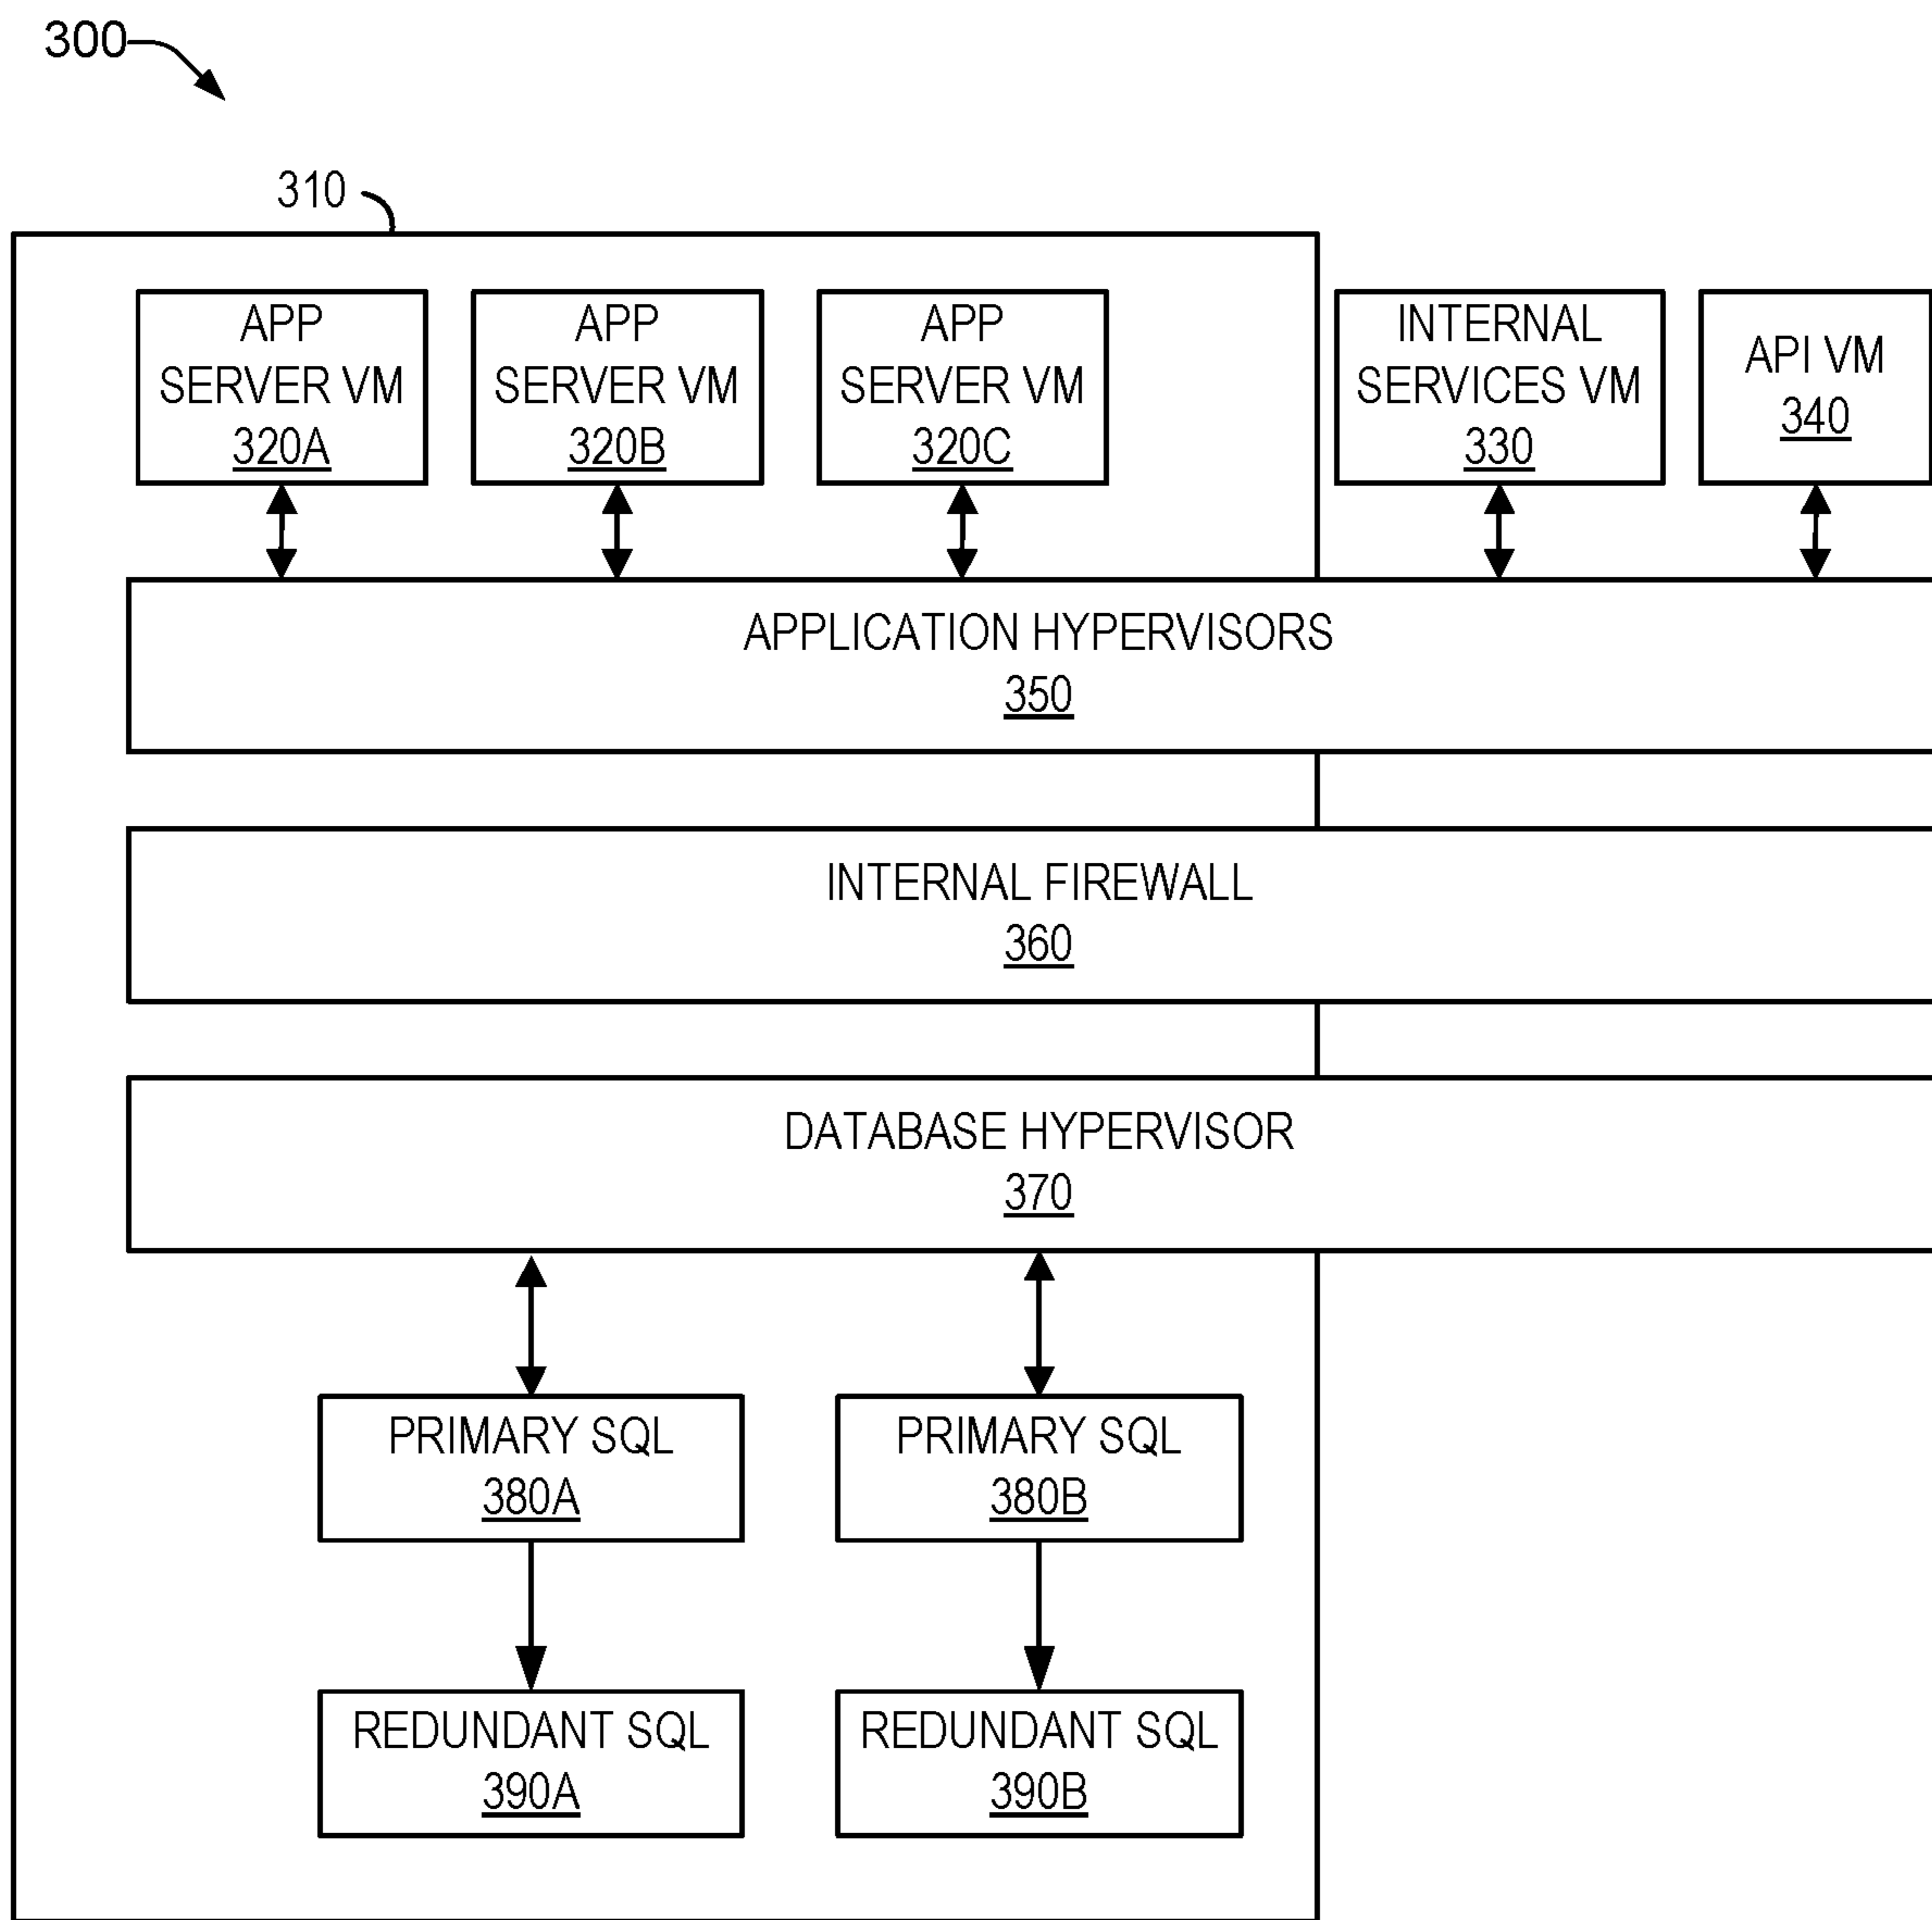 300
310
APP
SERVER VM
320A
APP
SERVER VM
320B
APP
SERVER VM
320C
INTERNAL
SERVICES VM
330
API VM
340
APPLICATION HYPERVISORS
350
INTERNAL FIREWALL
360
DATABASE HYPERVISOR
370
PRIMARY SQL
380A
PRIMARY SQL
380B
REDUNDANT SQL
390A
REDUNDANT SQL
390B